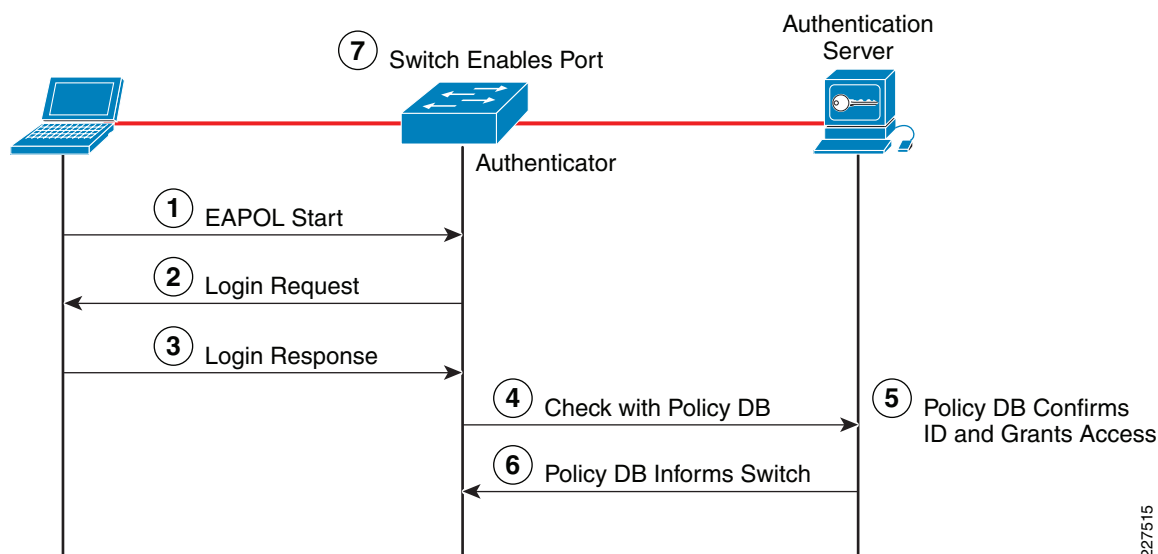 Authentication
Server
7 Switch Enables Port
Authenticator
1 EAPOL Start
2 Login Request
3 Login Response
4 Check with Policy DB
5 Policy DB Confirms
ID and Grants Access
6 Policy DB Informs Switch
227515